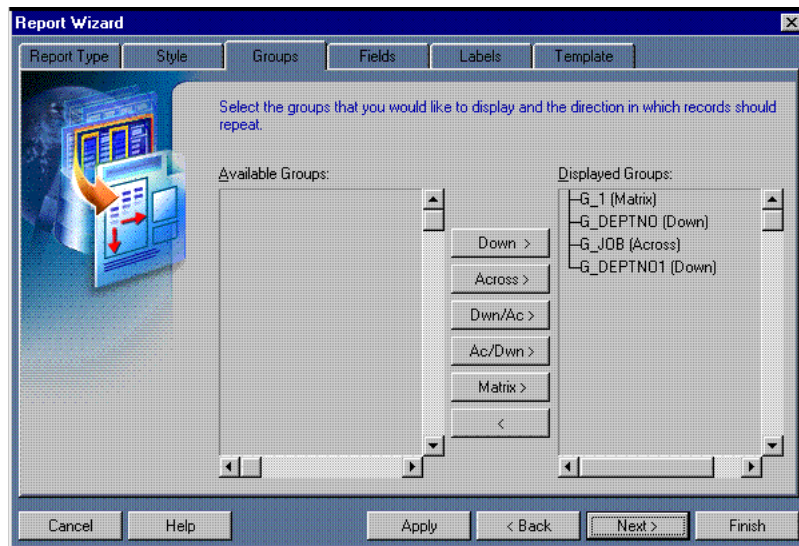 Report Wizard
Report Type
Style
Groups
Fields
Labels
Template
Select the groups that you would like to display and the direction in which records should
repeat.
Available Groups:
Displayed Groups:
G_1 (Matrix)
G_DEPTNO (Down)
G_JOB (Across)
G_DEPTNO1 (Down)
Down >
Across >
Dwn/Ac >
Ac/Dwn >
Matrix >
<
Cancel
Help
Apply
< Back
Next >
Finish